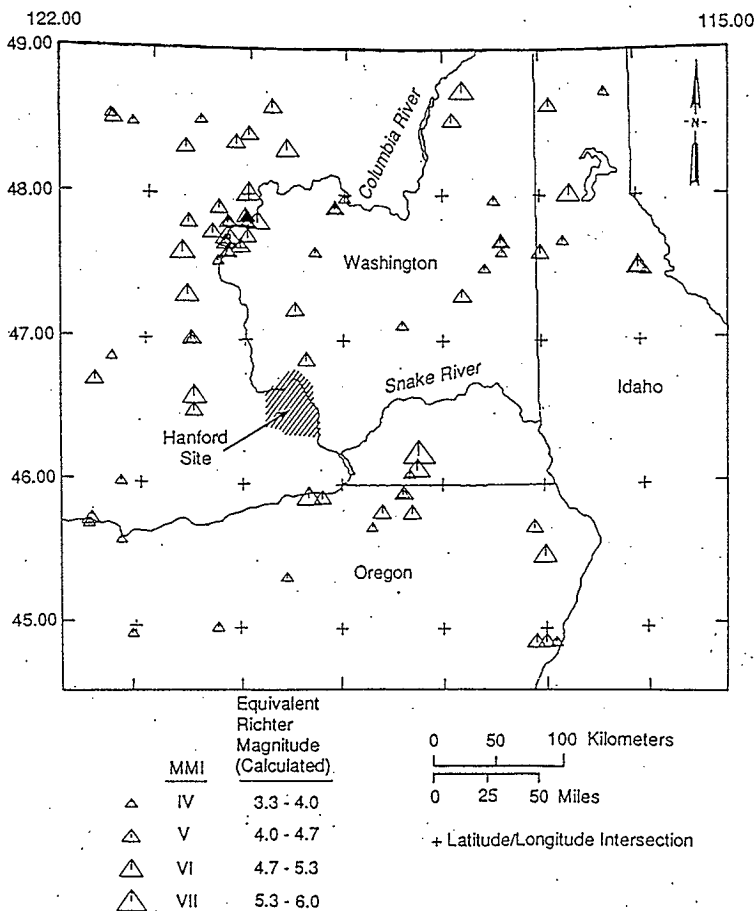 122.00
115.00
49.00
48.00
47.00
46.00
45.00
Columbia River
N
Washington
Snake River
Idaho
Hanford
Site
Oregon
Equivalent
Richter
Magnitude
MMI (Calculated)
IV 3.3 - 4.0
V 4.0 - 4.7
VI 4.7 - 5.3
VII 5.3 - 6.0
0 50 100 Kilometers
0 25 50 Miles
+ Latitude/Longitude Intersection